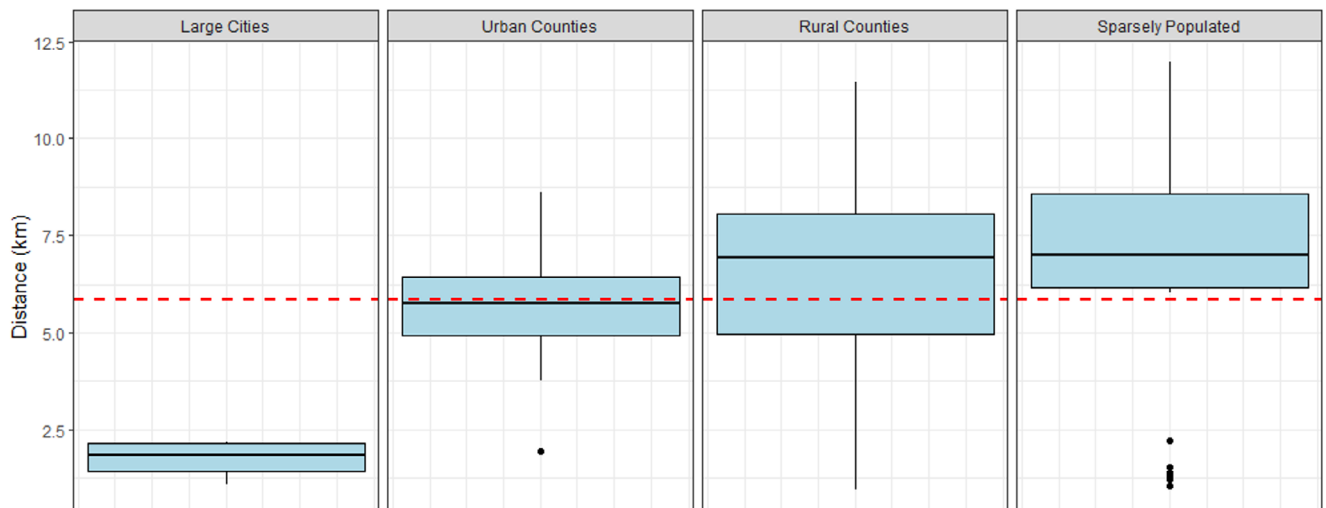 Large Cities
Urban Counties
Rural Counties
Sparsely Populated
12.5
10.0
7.5
5.0
2.5
Distance (km)